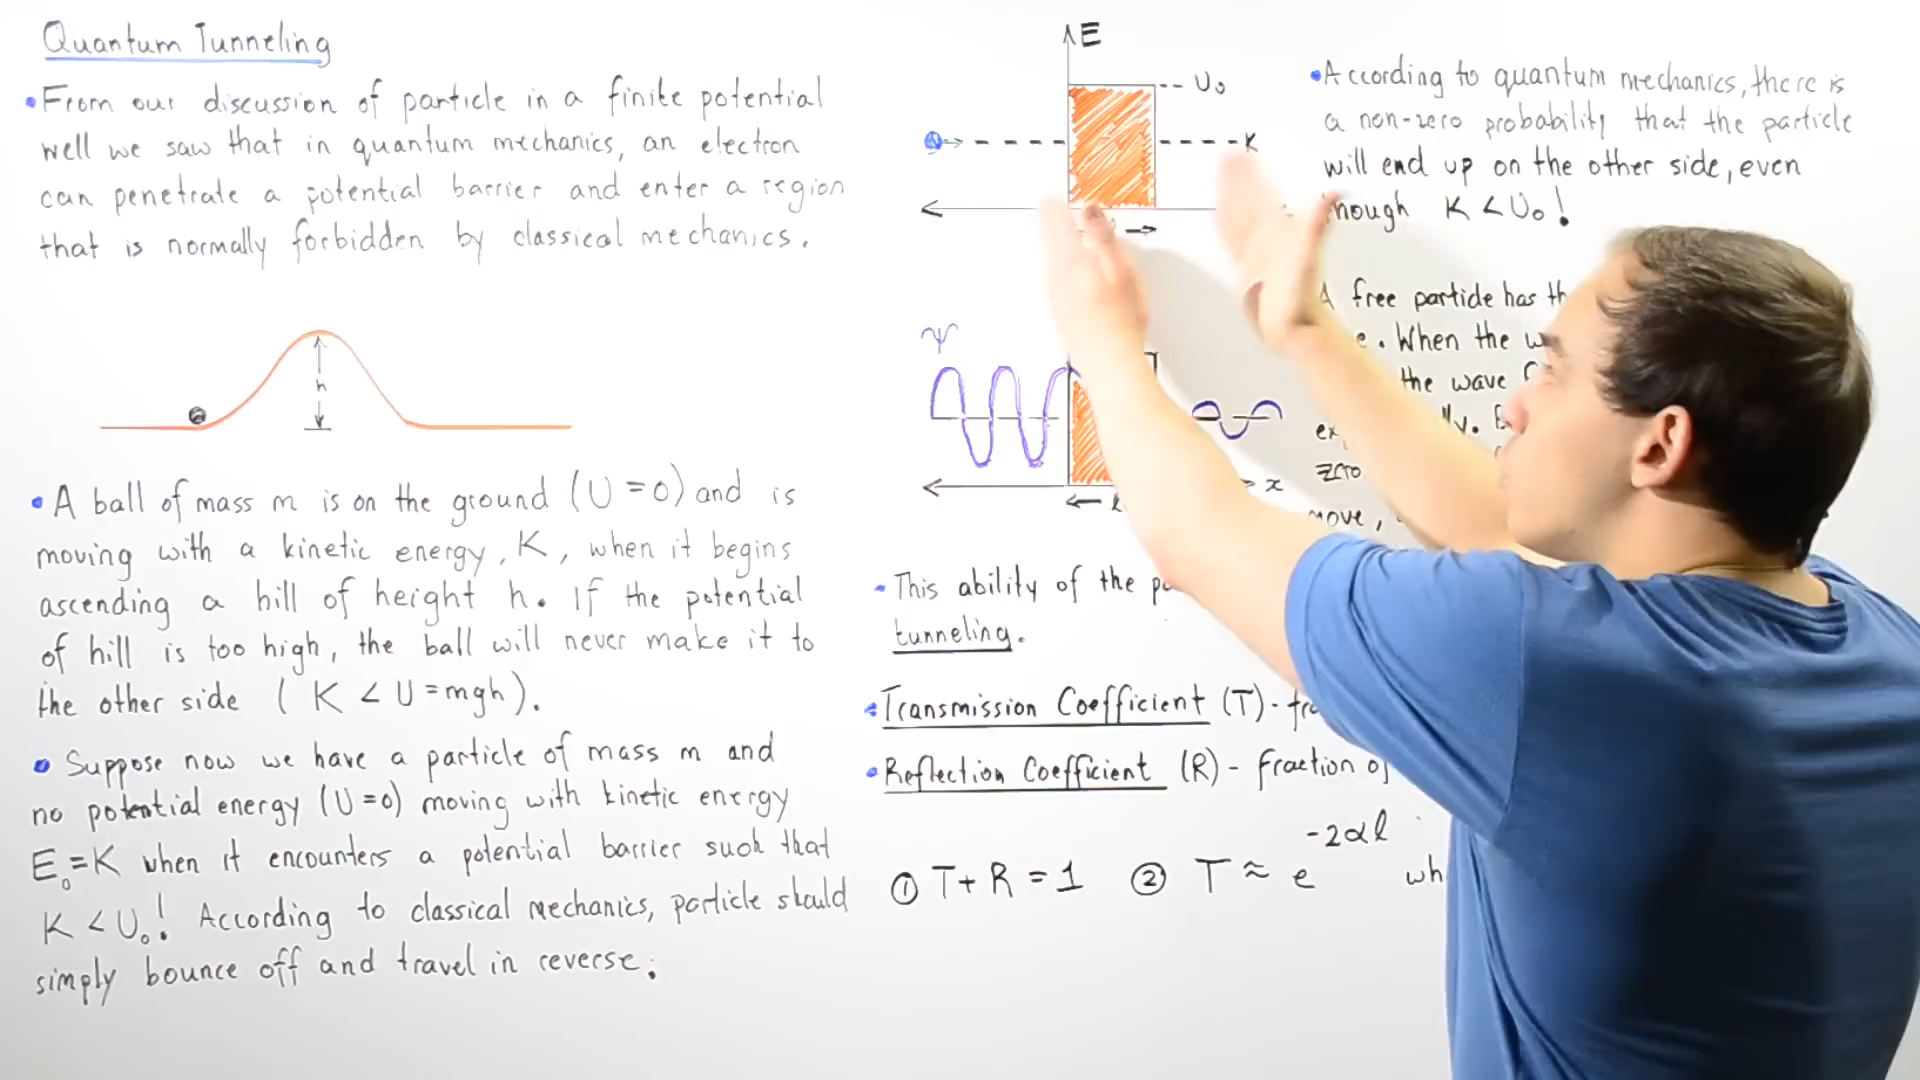 Quantum Tunneling
• From our discussion of particle in a finite potential
well we saw that in quantum mechanics, an electron
can penetrate a potential barrier and enter a region
that is normally forbidden by classical mechanics.
h
• A ball of mass m is on the ground (U=0) and is
moving with a kinetic energy, K, when it begins
ascending a hill of height h. If the potential
of hill is too high, the ball will never make it to
the other side (K < U = mgh).
• Suppose now we have a particle of mass m and
no potential energy (U=0) moving with kinetic energy
E₀=K when it encounters a potential barrier such that
K < U₀! According to classical mechanics, particle should
simply bounce off and travel in reverse.
E
U₀
K
ψ
x
• This ability of the
tunneling.
• Transmission Coefficient (T) -
• Reflection Coefficient (R) - fraction of
① T + R = 1 ② T ≈ e^{-2αl}
• According to quantum mechanics, there is
a non-zero probability that the particle
will end up on the other side, even
K < U₀!
free particle has
. When the
the wave
zero